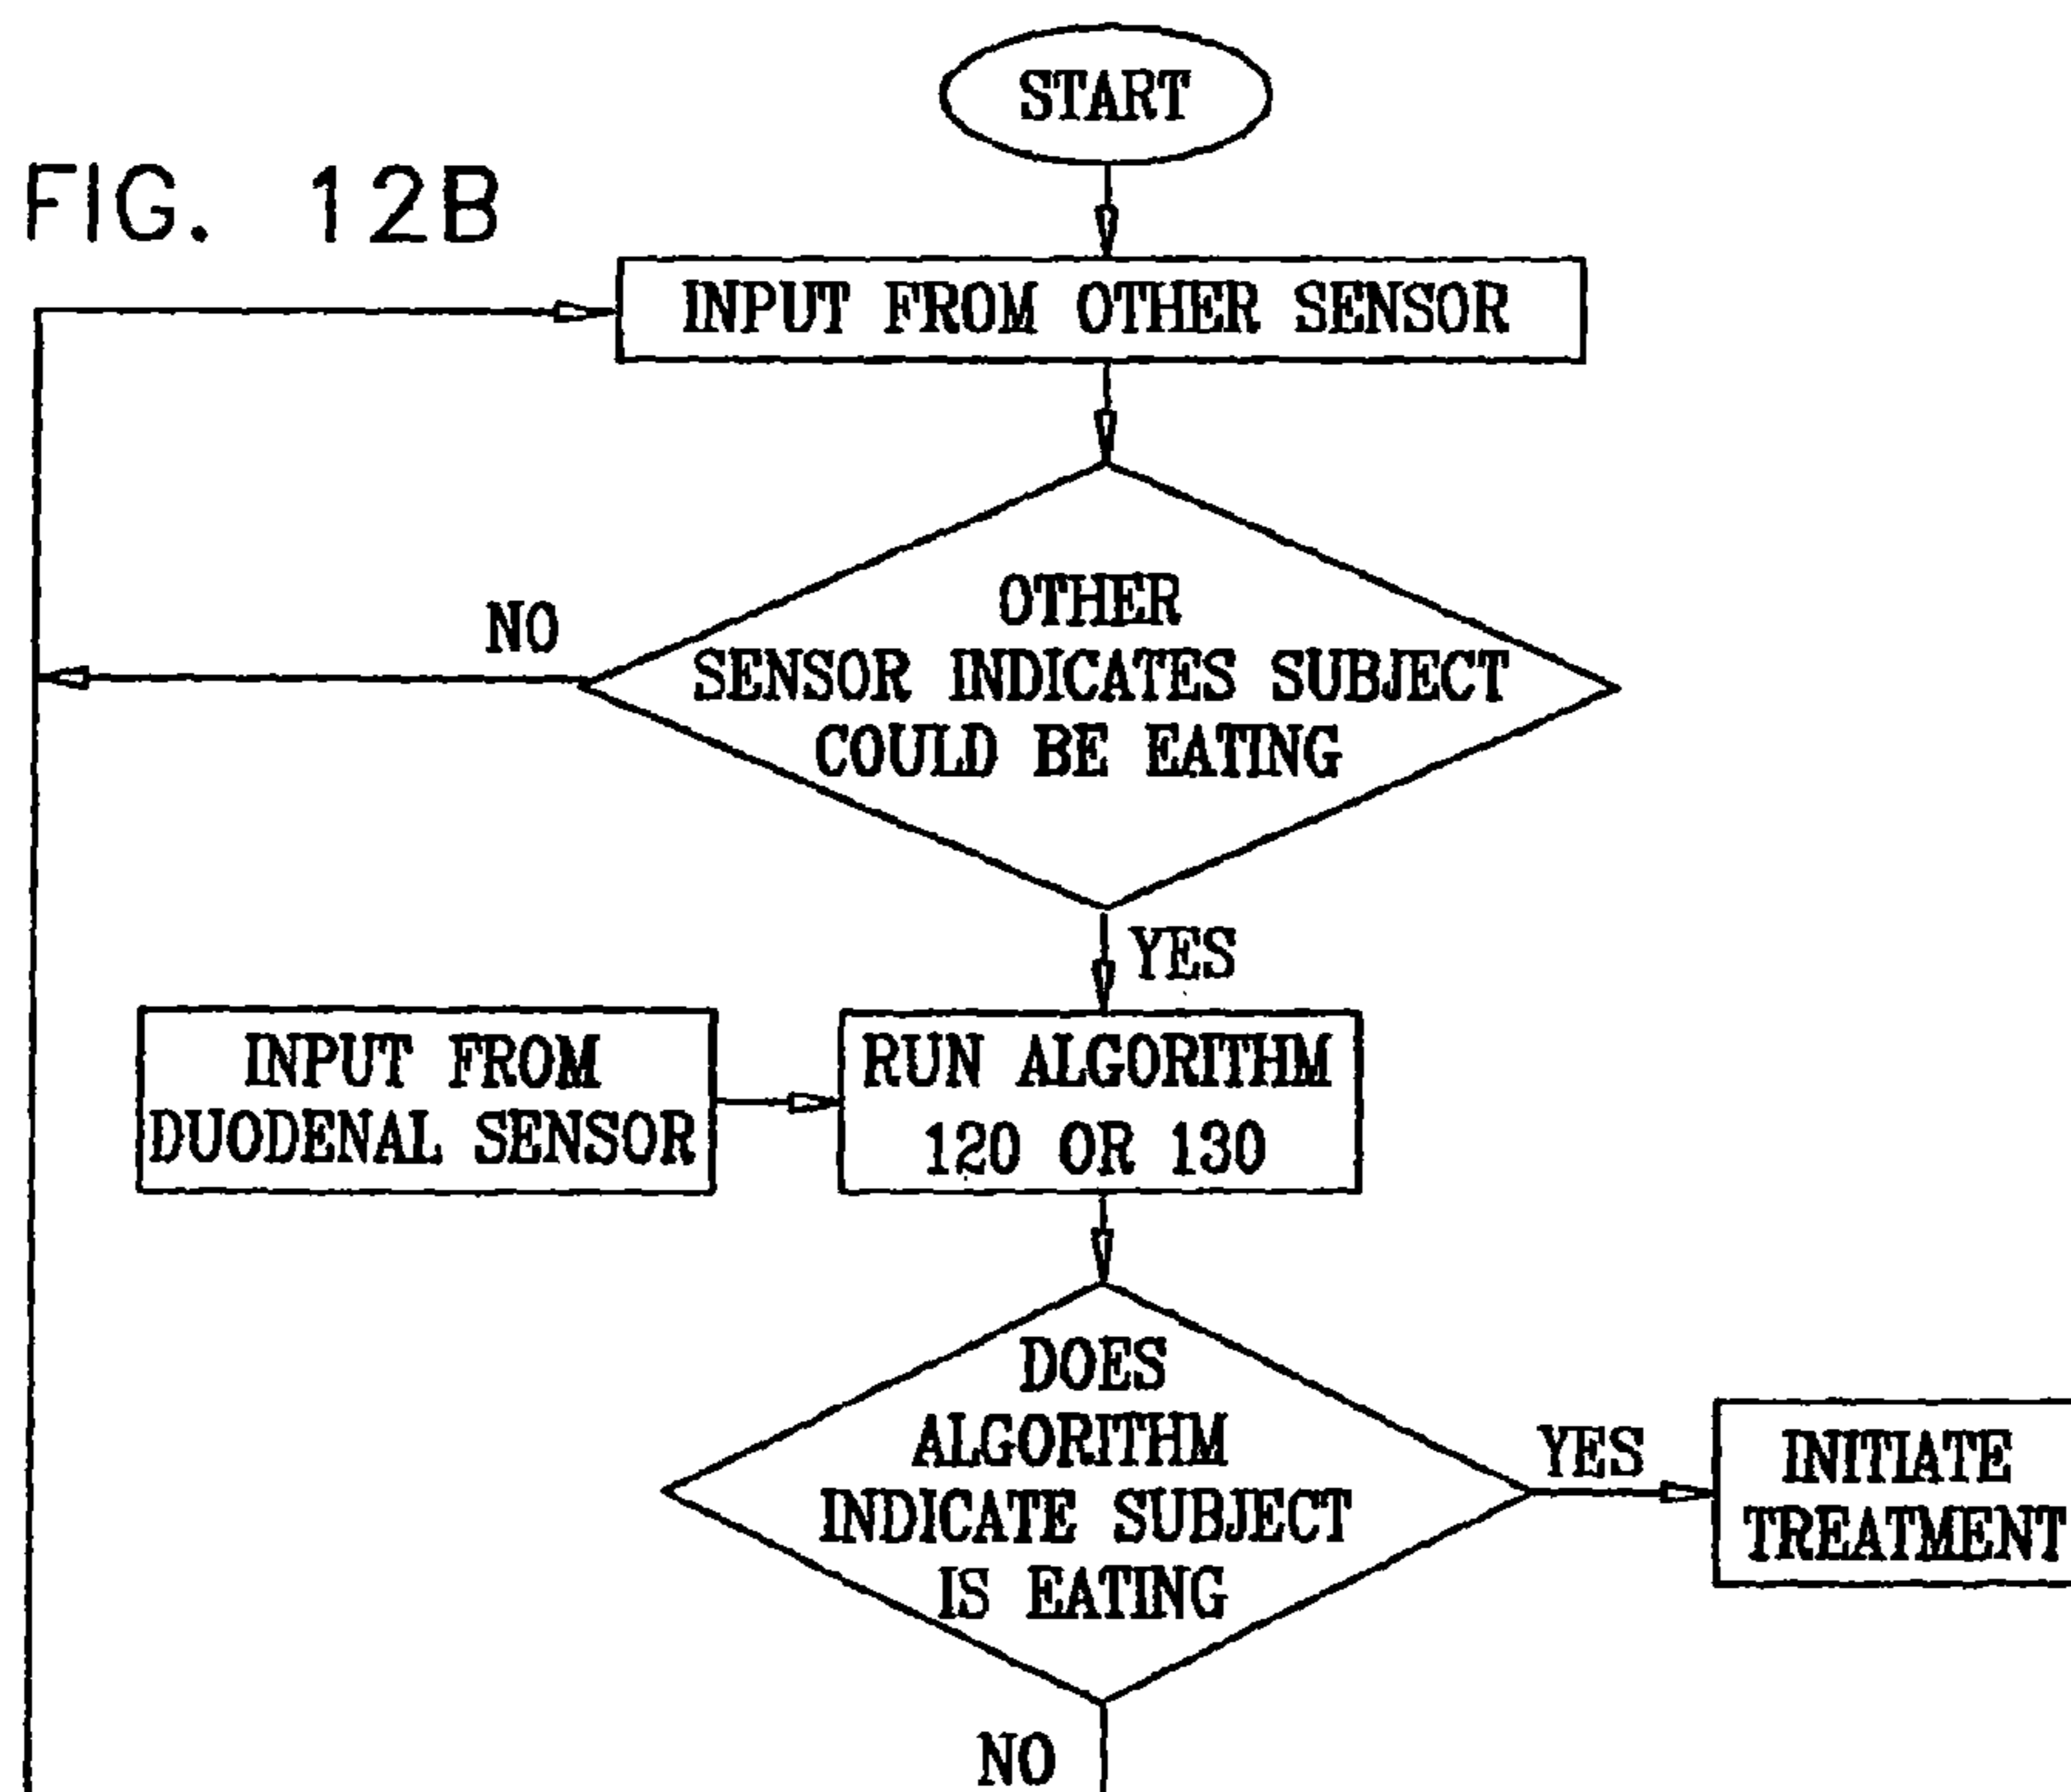 START
FIG. 12B
INPUT FROM OTHER SENSOR
OTHER
SENSOR INDICATES SUBJECT
COULD BE EATING
NO
YES
INPUT FROM
DUODENAL SENSOR
RUN ALGORITHM
120 OR 130
DOES
ALGORITHM
INDICATE SUBJECT
IS EATING
YES
INITIATE
TREATMENT
NO